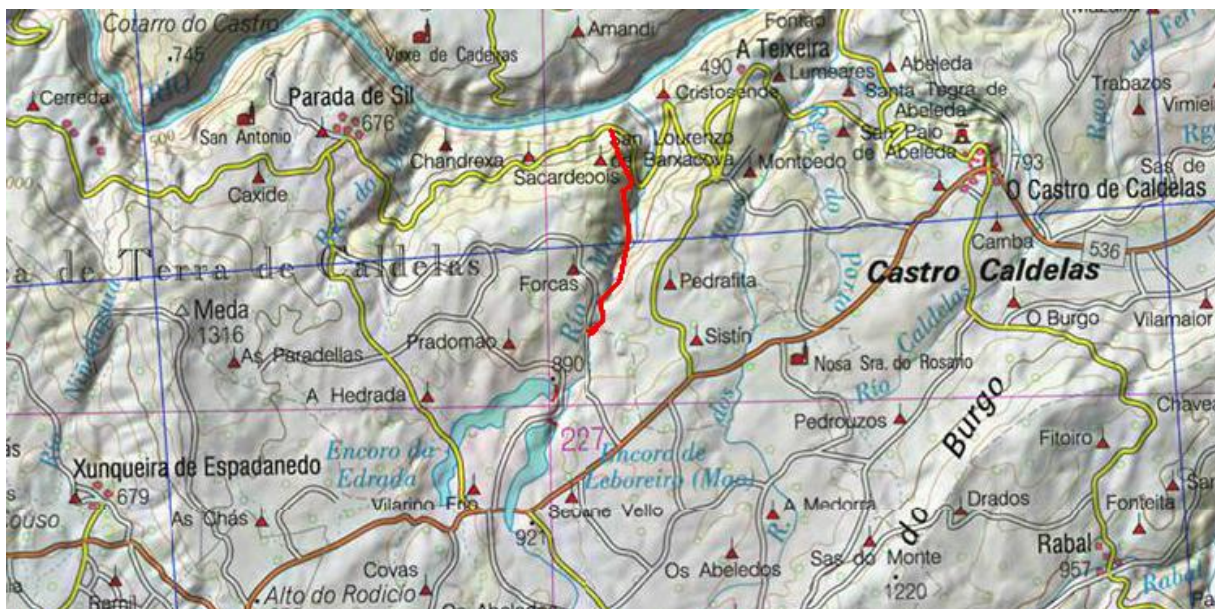 Cotarro do Castro
745
Amandi
Fontao
Cerreda
RÍO
A Teixeira
490
Lumeares
Abeleda
Trabazos
Parada de Sil
676
Cristosende
Santa Tegra de
Abeleda
San Antonio
San Lourenzo
de Barxacova
San Paio
de Abeleda
Chandrexa
Sacardebois
Montoedo
793
Sas de
Caxide
O Castro de Caldelas
Camba
536
a de Terra de Caldelas
Forcas
Pedrafita
Castro Caldelas
Meda
1316
Río
O Burgo
Vilamaior
Pradomao
Sistín
Caldelas
As Paradellas
890
Nosa Sra. do Rosario
Río
A Hedrada
Pedrouzos
Burgo
Fitoiro
227
Encoro da
Edrada
Encoro de
Leboreiro (Mao)
Xunqueira de Espadanedo
679
Vilariño Frío
Seoane Vello
A Medorra
Drados
Fonteita
As Chás
921
do
Sas do Monte
Rabal
957
Covas
Os Abeledos
1220
Alto do Rodicio